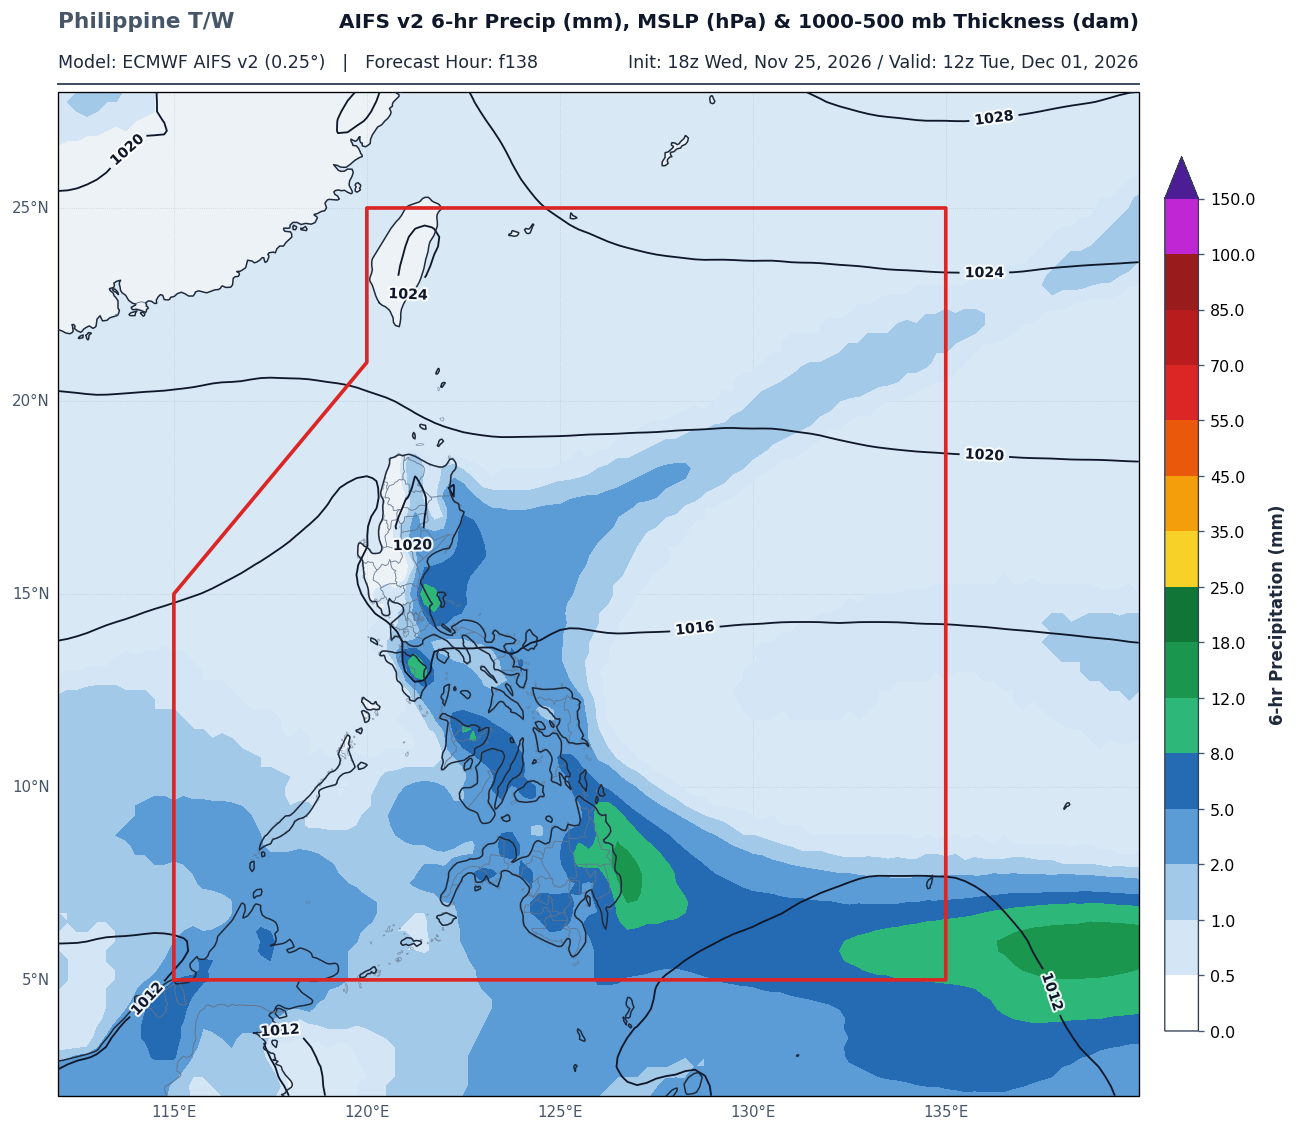 Philippine T/W
AIFS v2 6-hr Precip (mm), MSLP (hPa) & 1000-500 mb Thickness (dam)
Model: ECMWF AIFS v2 (0.25°) | Forecast Hour: f138
Init: 18z Wed, Nov 25, 2026 / Valid: 12z Tue, Dec 01, 2026
1028
1020
25°N
1024
1024
20°N
1020
1020
15°N
1016
10°N
5°N
1012
1012
1012
115°E
120°E
125°E
130°E
135°E
150.0
100.0
85.0
70.0
55.0
45.0
35.0
25.0
18.0
12.0
8.0
5.0
2.0
1.0
0.5
0.0
6-hr Precipitation (mm)